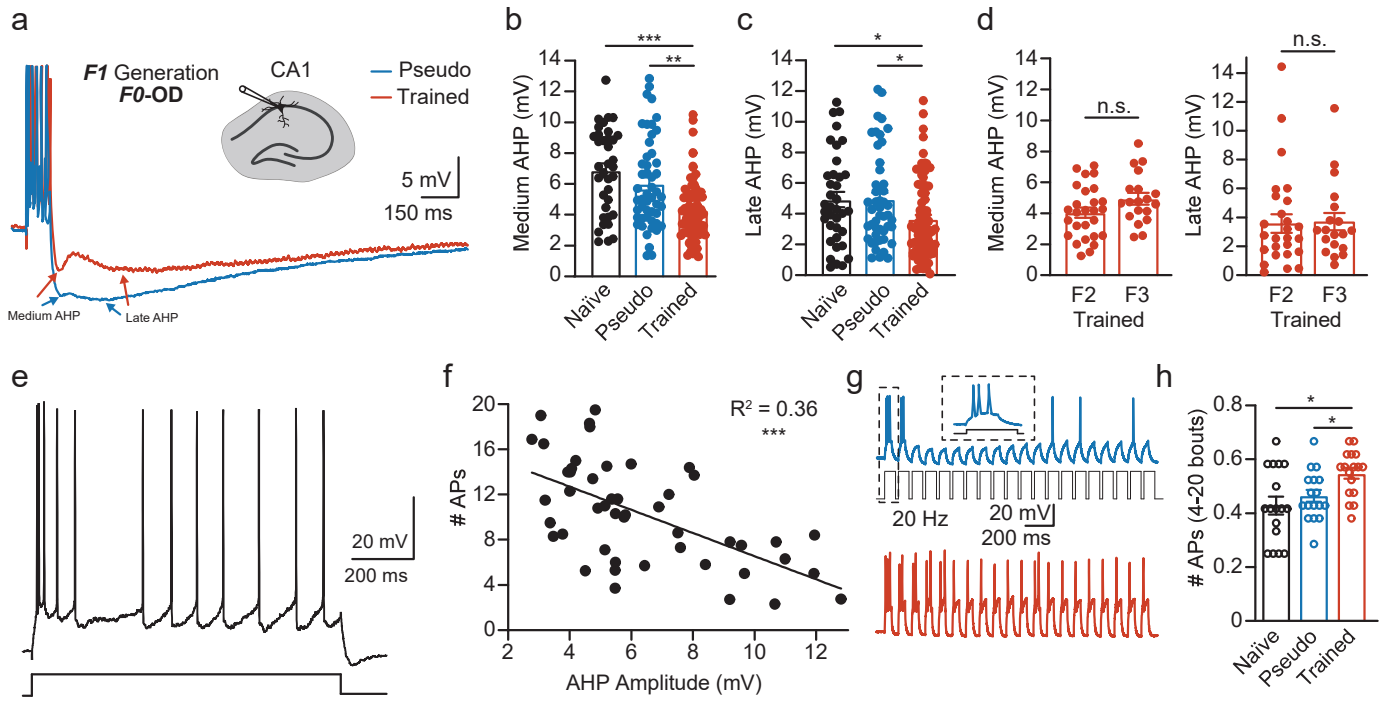 a
F1 Generation
F0-OD
CA1
Pseudo
Trained
5 mV
150 ms
Medium AHP
Late AHP
b
Medium AHP (mV)
14
12
10
8
6
4
2
0
***
**
Naïve
Pseudo
Trained
c
Late AHP (mV)
14
12
10
8
6
4
2
0
*
*
Naïve
Pseudo
Trained
d
Medium AHP (mV)
14
12
10
8
6
4
2
0
n.s.
F2 F3
Trained
Late AHP (mV)
14
12
10
8
6
4
2
0
n.s.
F2 F3
Trained
e
20 mV
200 ms
f
# APs
20
16
12
8
4
0
R² = 0.36
***
2 4 6 8 10 12
AHP Amplitude (mV)
g
20 Hz
20 mV
200 ms
h
# APs (4-20 bouts)
0.8
0.6
0.4
0.2
0
*
*
Naïve
Pseudo
Trained